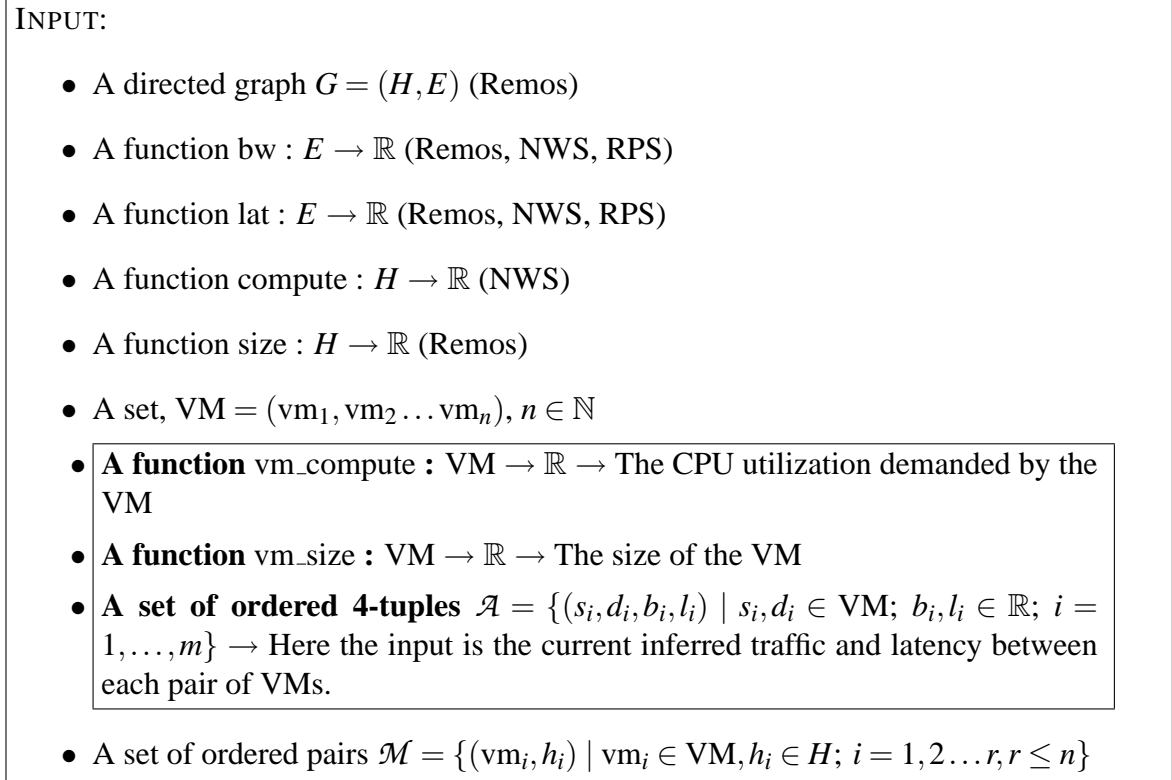 INPUT:
• A directed graph G = (H,E) (Remos)
• A function bw : E → ℝ (Remos, NWS, RPS)
• A function lat : E → ℝ (Remos, NWS, RPS)
• A function compute : H → ℝ (NWS)
• A function size : H → ℝ (Remos)
• A set, VM = (vm₁, vm₂ ... vmₙ), n ∈ ℕ
• A function vm_compute : VM → ℝ → The CPU utilization demanded by the
VM
• A function vm_size : VM → ℝ → The size of the VM
• A set of ordered 4-tuples 𝒜 = {(sᵢ,dᵢ,bᵢ,lᵢ) | sᵢ,dᵢ ∈ VM; bᵢ,lᵢ ∈ ℝ; i =
1,...,m} → Here the input is the current inferred traffic and latency between
each pair of VMs.
• A set of ordered pairs ℳ = {(vmᵢ,hᵢ) | vmᵢ ∈ VM,hᵢ ∈ H; i = 1,2...r,r ≤ n}